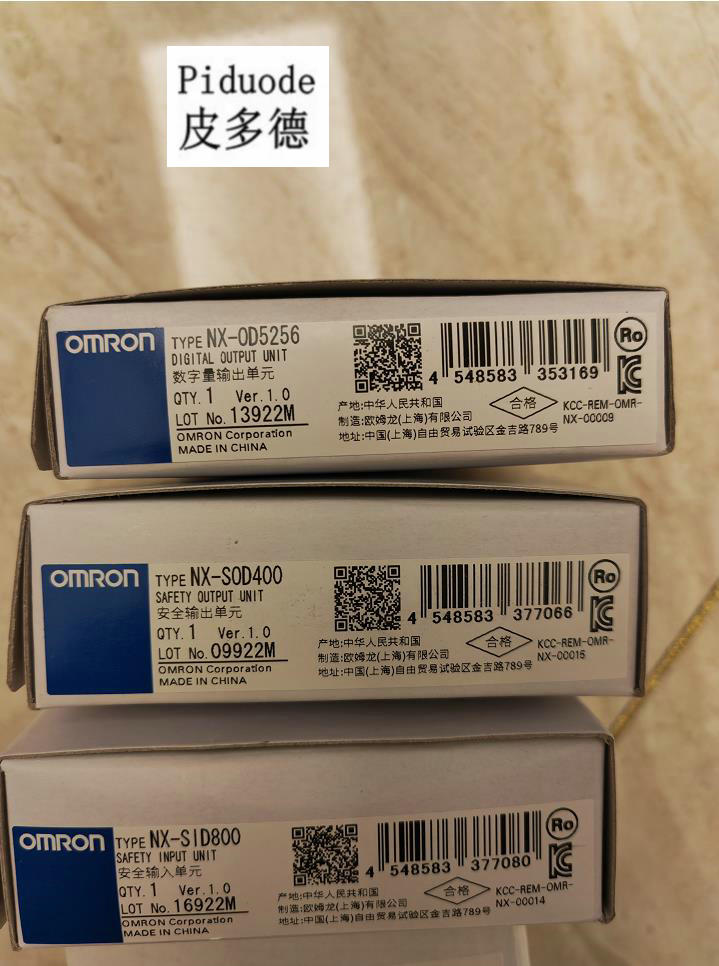 Piduode
皮多德
OMRON
TYPE NX-OD5256
DIGITAL OUTPUT UNIT
数字量输出单元
QTY. 1 Ver.1.0
LOT No. 13922M
OMRON Corporation
MADE IN CHINA
4 548583 353169
产地:中华人民共和国
制造:欧姆龙(上海)有限公司
地址:中国(上海)自由贸易试验区金吉路789号
合格
Ro
KCC-REM-OMR-
NX-00009
OMRON
TYPE NX-SOD400
SAFETY OUTPUT UNIT
安全输出单元
QTY. 1 Ver.1.0
LOT No. 09922M
OMRON Corporation
MADE IN CHINA
4 548583 377066
产地:中华人民共和国
制造:欧姆龙(上海)有限公司
地址:中国(上海)自由贸易试验区金吉路789号
合格
Ro
KCC-REM-OMR-
NX-00015
OMRON
TYPE NX-SID800
SAFETY INPUT UNIT
安全输入单元
QTY. 1 Ver.1.0
LOT No. 16922M
OMRON Corporation
MADE IN CHINA
4 548583 377080
产地:中华人民共和国
制造:欧姆龙(上海)有限公司
地址:中国(上海)自由贸易试验区金吉路789号
合格
Ro
KCC-REM-OMR-
NX-00014